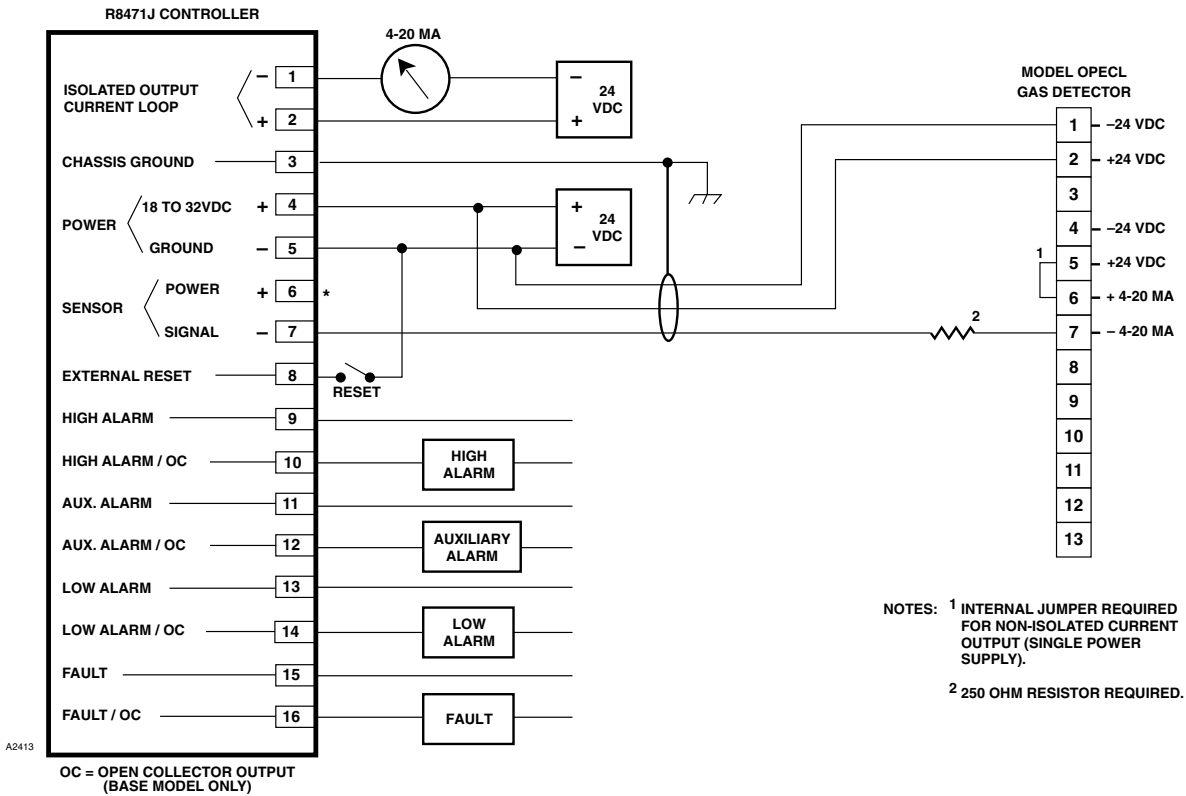 R8471J CONTROLLER
4-20 MA
ISOLATED OUTPUT
CURRENT LOOP
− 1
+ 2
−
+
24
VDC
CHASSIS GROUND 3
POWER
18 TO 32VDC + 4
GROUND − 5
+
−
24
VDC
SENSOR
POWER + 6 *
SIGNAL − 7
2
EXTERNAL RESET 8
RESET
HIGH ALARM 9
HIGH ALARM / OC 10
HIGH
ALARM
AUX. ALARM 11
AUX. ALARM / OC 12
AUXILIARY
ALARM
LOW ALARM 13
LOW ALARM / OC 14
LOW
ALARM
FAULT 15
FAULT / OC 16
FAULT
A2413
OC = OPEN COLLECTOR OUTPUT
(BASE MODEL ONLY)
MODEL OPECL
GAS DETECTOR
1 −24 VDC
2 +24 VDC
3
4 −24 VDC
1
5 +24 VDC
6 + 4-20 MA
7 − 4-20 MA
8
9
10
11
12
13
NOTES: 1 INTERNAL JUMPER REQUIRED
FOR NON-ISOLATED CURRENT
OUTPUT (SINGLE POWER
SUPPLY).
2 250 OHM RESISTOR REQUIRED.